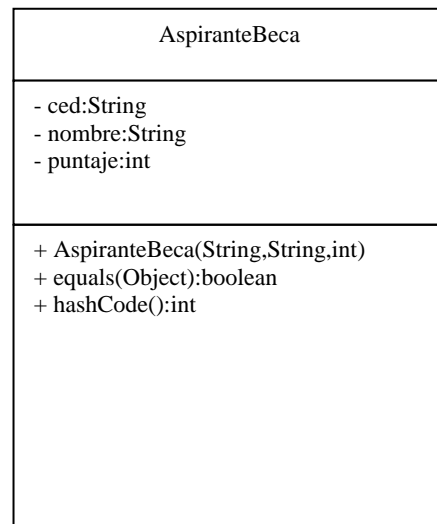 AspiranteBeca
- ced:String
- nombre:String
- puntaje:int
+ AspiranteBeca(String,String,int)
+ equals(Object):boolean
+ hashCode():int